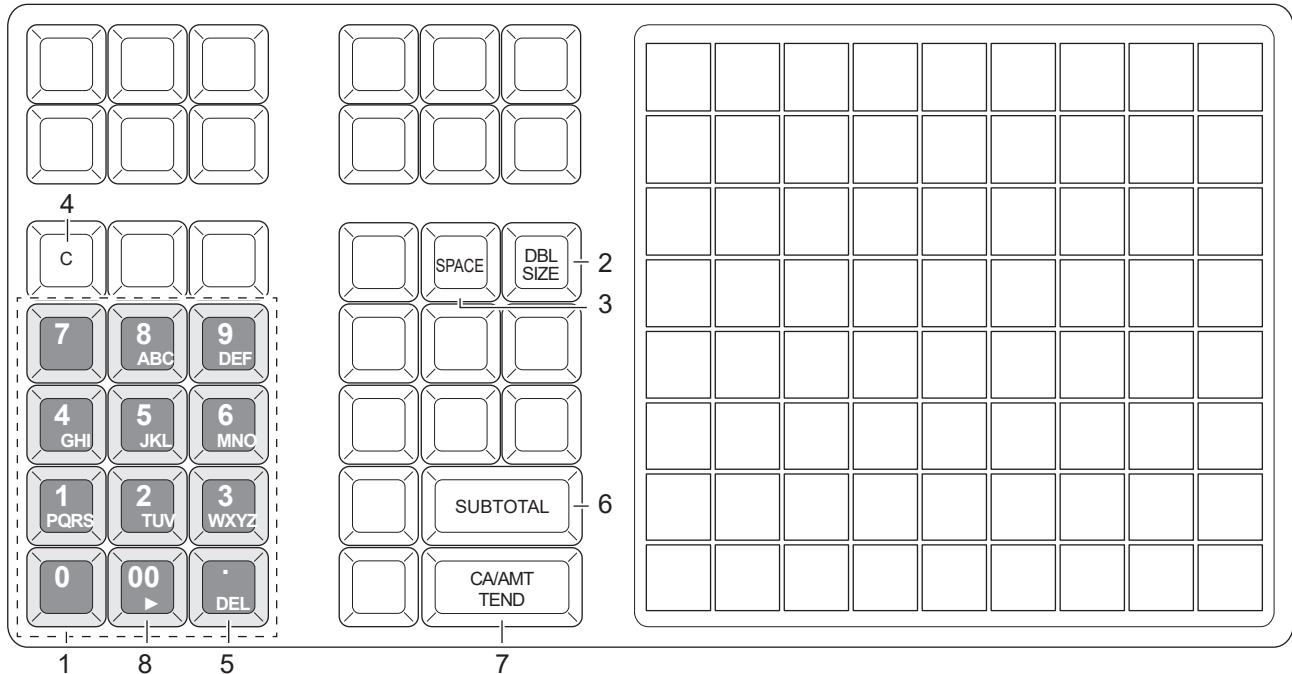 4
C
SPACE
DBL
SIZE
2
3
7
8
ABC
9
DEF
4
GHI
5
JKL
6
MNO
1
PQRS
2
TUV
3
WXYZ
SUBTOTAL
6
0
00
►
.
DEL
CA/AMT
TEND
1
8
5
7